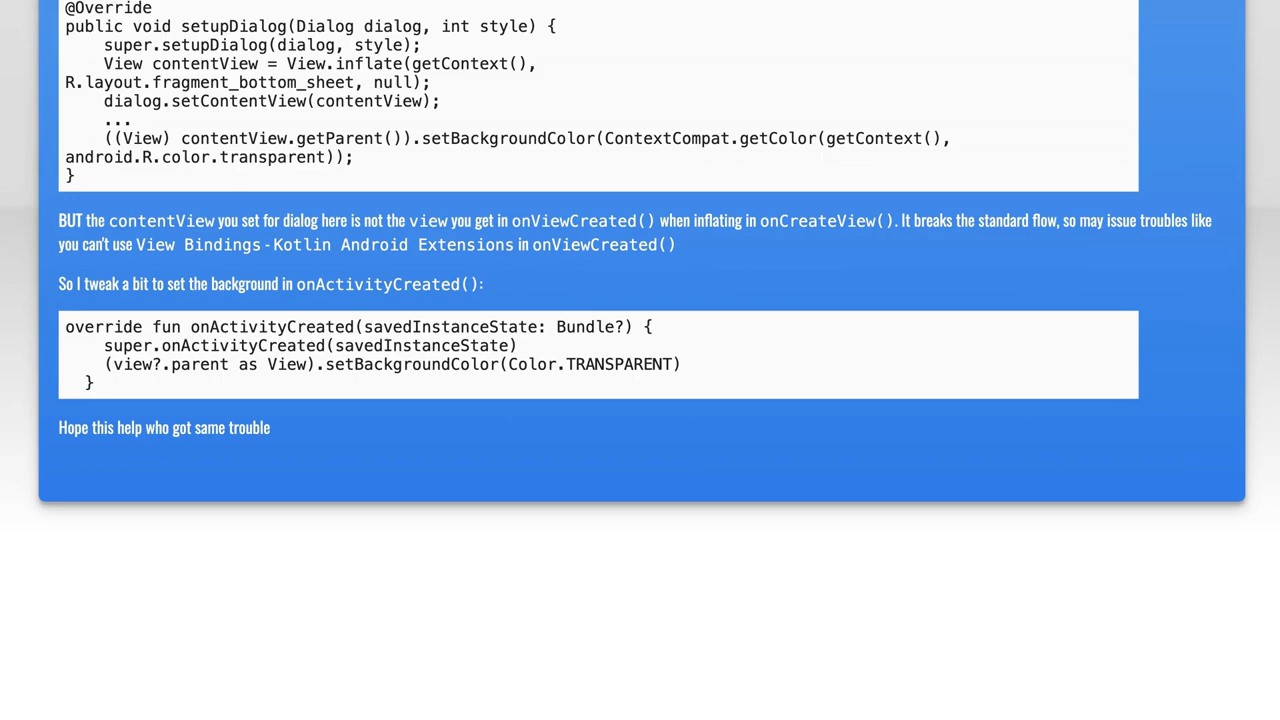 @Override
public void setupDialog(Dialog dialog, int style) {
    super.setupDialog(dialog, style);
    View contentView = View.inflate(getContext(),
R.layout.fragment_bottom_sheet, null);
    dialog.setContentView(contentView);
    ...
    ((View) contentView.getParent()).setBackgroundColor(ContextCompat.getColor(getContext(),
android.R.color.transparent));
}
BUT the contentView you set for dialog here is not the view you get in onViewCreated() when inflating in onCreateView(). It breaks the standard flow, so may issue troubles like
you can't use View Bindings - Kotlin Android Extensions in onViewCreated()
So I tweak a bit to set the background in onActivityCreated():
override fun onActivityCreated(savedInstanceState: Bundle?) {
    super.onActivityCreated(savedInstanceState)
    (view?.parent as View).setBackgroundColor(Color.TRANSPARENT)
  }
Hope this help who got same trouble